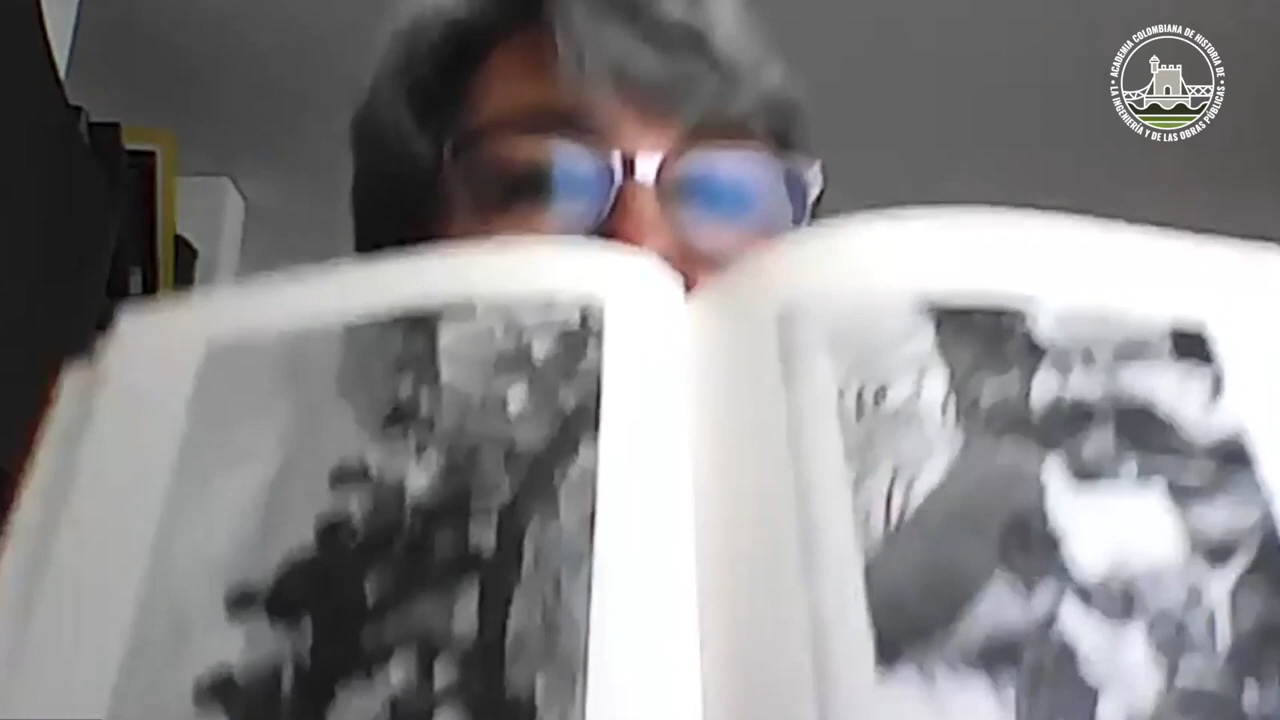 ACADEMIA COLOMBIANA DE HISTORIA DE
LA INGENIERÍA Y DE LAS OBRAS PÚBLICAS